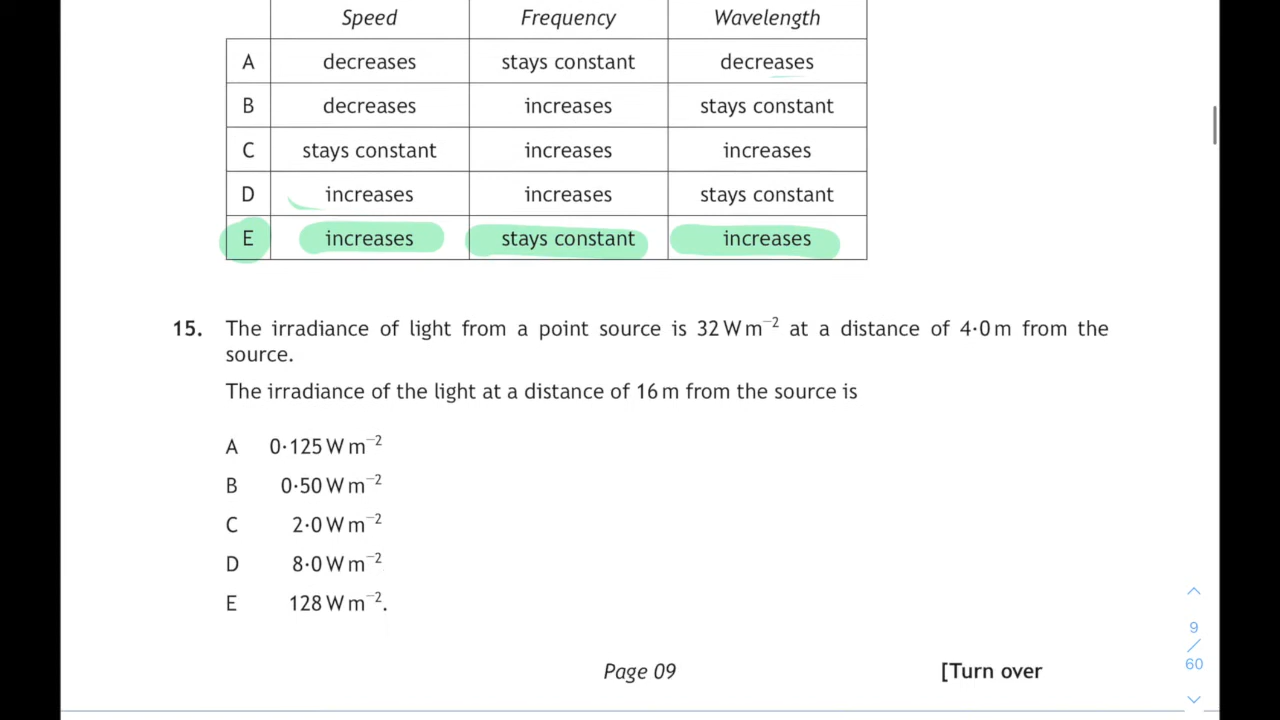 Speed Frequency Wavelength
A decreases stays constant decreases
B decreases increases stays constant
C stays constant increases increases
D increases increases stays constant
E increases stays constant increases
15. The irradiance of light from a point source is 32 W m⁻² at a distance of 4·0 m from the
source.
The irradiance of the light at a distance of 16 m from the source is
A 0·125 W m⁻²
B 0·50 W m⁻²
C 2·0 W m⁻²
D 8·0 W m⁻²
E 128 W m⁻².
Page 09 [Turn over
9
/
60